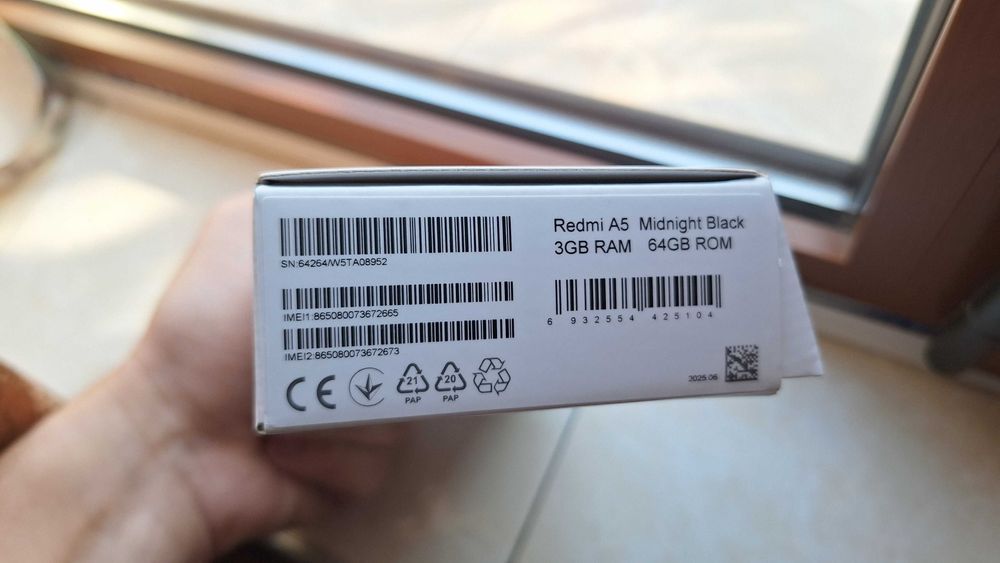 SN:64264/W5TA08952
IMEI1:865080073672665
IMEI2:865080073672673
CE
21
PAP
20
PAP
Redmi A5 Midnight Black
3GB RAM 64GB ROM
6 932554 425104
2025.06